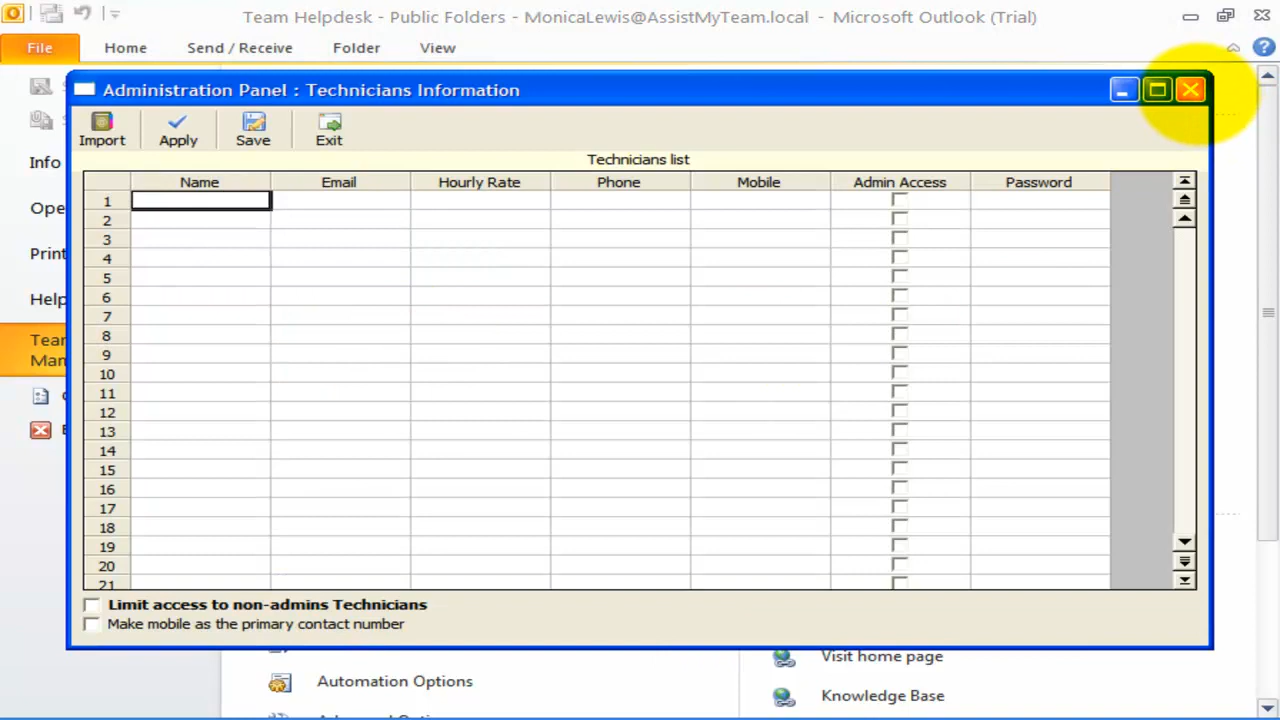 Team Helpdesk - Public Folders - MonicaLewis@AssistMyTeam.local - Microsoft Outlook (Trial)
File Home Send / Receive Folder View
Administration Panel : Technicians Information
Import Apply Save Exit
Technicians list
Name Email Hourly Rate Phone Mobile Admin Access Password
1
2
3
4
5
6
7
8
9
10
11
12
13
14
15
16
17
18
19
20
21
Limit access to non-admins Technicians
Make mobile as the primary contact number
Info
Ope
Print
Help
Tear
Man
Visit home page
Automation Options
Knowledge Base